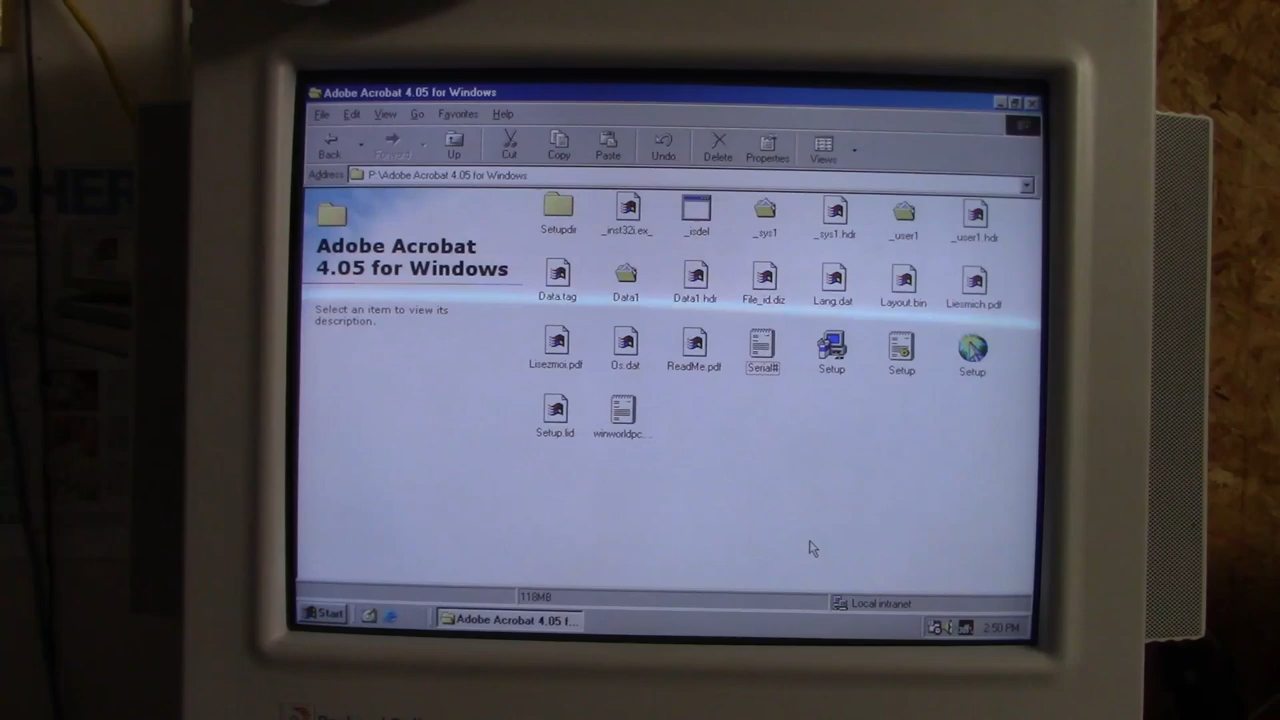 S HER
Adobe Acrobat 4.05 for Windows
File Edit View Go Favorites Help
Back Forward Up Cut Copy Paste Undo Delete Properties Views
Address P:\Adobe Acrobat 4.05 for Windows
Adobe Acrobat
4.05 for Windows
Select an item to view its
description.
Setupdir _inst32i.ex_ _isdel _sys1 _sys1.hdr _user1 _user1.hdr
Data.tag Data1 Data1.hdr File_id.diz Lang.dat Layout.bin Liesmich.pdf
Lisezmoi.pdf Os.dat ReadMe.pdf Serial# Setup Setup Setup
Setup.lid winworldpc...
118MB Local intranet
Start Adobe Acrobat 4.05 f... 2:50 PM